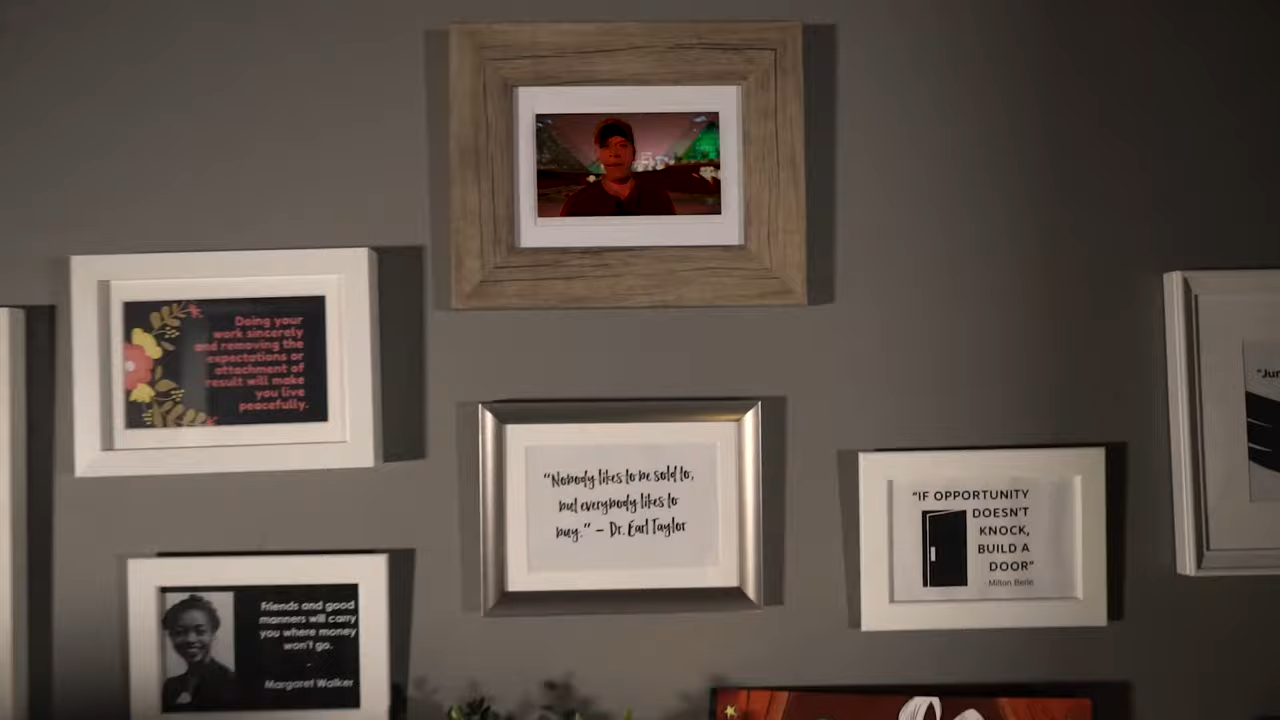 Doing your
work sincerely
and removing the
expectations or
attachment of
result will make
you live
peacefully.
"Nobody likes to be sold to,
but everybody likes to
buy." – Dr. Earl Taylor
"IF OPPORTUNITY
DOESN'T
KNOCK,
BUILD A
DOOR"
- Milton Berle
Friends and good
manners will carry
you where money
won't go.
-
Margaret Walker